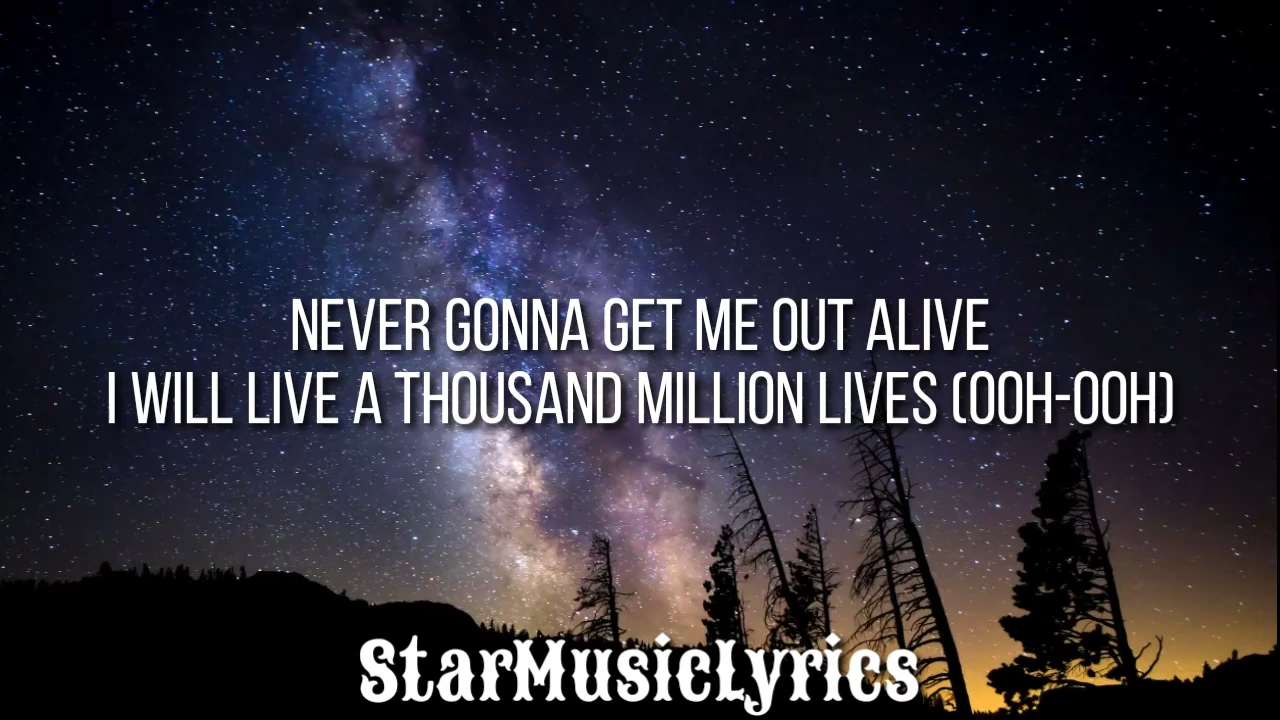 NEVER GONNA GET ME OUT ALIVE
I WILL LIVE A THOUSAND MILLION LIVES (OOH-OOH)
StarMusicLyrics